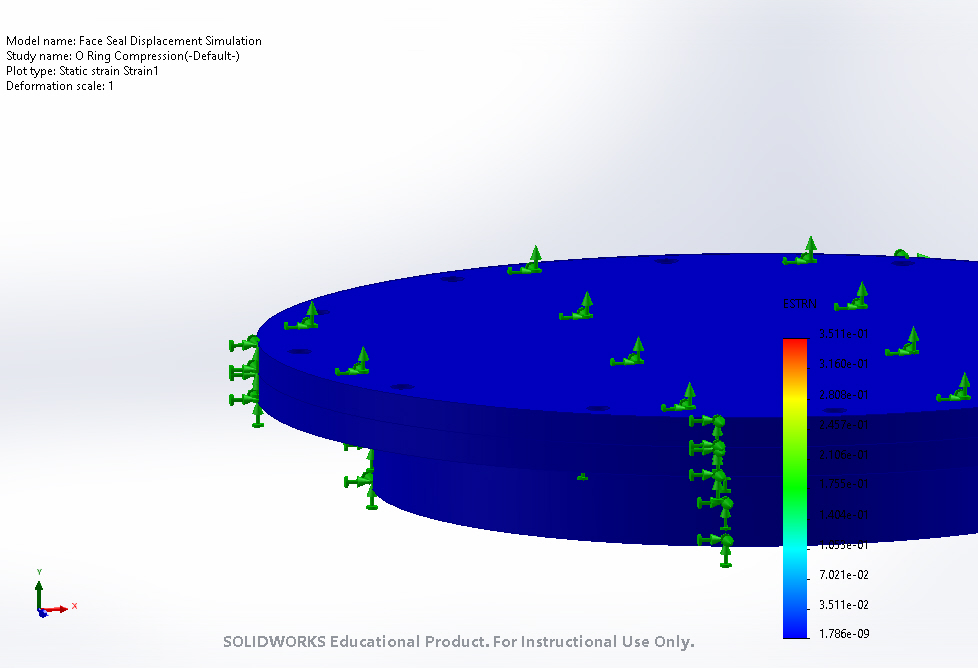 Model name: Face Seal Displacement Simulation
Study name: O Ring Compression(-Default-)
Plot type: Static strain Strain1
Deformation scale: 1
ESTRN
3.511e-01
3.160e-01
2.809e-01
2.457e-01
2.106e-01
1.755e-01
1.404e-01
1.053e-01
7.021e-02
3.511e-02
1.786e-09
Y
X
SOLIDWORKS Educational Product. For Instructional Use Only.